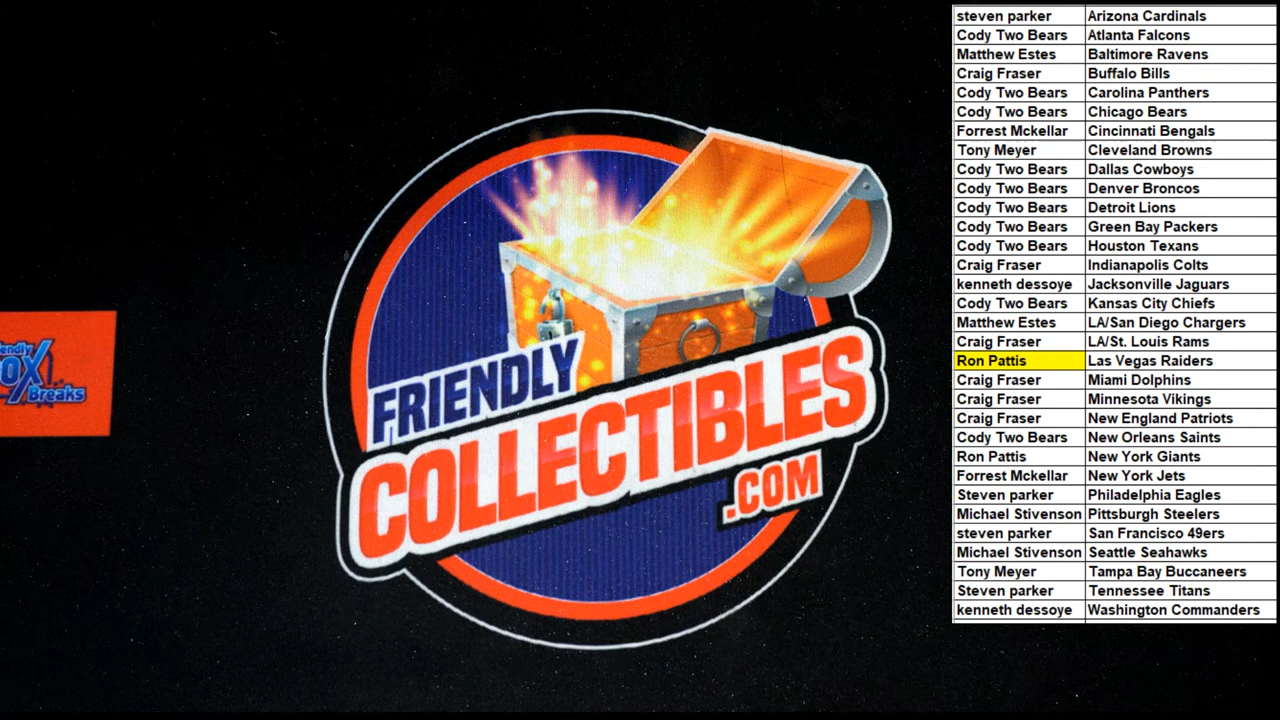 steven parker Arizona Cardinals
Cody Two Bears Atlanta Falcons
Matthew Estes Baltimore Ravens
Craig Fraser Buffalo Bills
Cody Two Bears Carolina Panthers
Cody Two Bears Chicago Bears
Forrest Mckellar Cincinnati Bengals
Tony Meyer Cleveland Browns
Cody Two Bears Dallas Cowboys
Cody Two Bears Denver Broncos
Cody Two Bears Detroit Lions
Cody Two Bears Green Bay Packers
Cody Two Bears Houston Texans
Craig Fraser Indianapolis Colts
kenneth dessoye Jacksonville Jaguars
Cody Two Bears Kansas City Chiefs
Matthew Estes LA/San Diego Chargers
Craig Fraser LA/St. Louis Rams
Ron Pattis Las Vegas Raiders
Craig Fraser Miami Dolphins
Craig Fraser Minnesota Vikings
Craig Fraser New England Patriots
Cody Two Bears New Orleans Saints
Ron Pattis New York Giants
Forrest Mckellar New York Jets
Steven parker Philadelphia Eagles
Michael Stivenson Pittsburgh Steelers
steven parker San Francisco 49ers
Michael Stivenson Seattle Seahawks
Tony Meyer Tampa Bay Buccaneers
Steven parker Tennessee Titans
kenneth dessoye Washington Commanders
FRIENDLY
COLLECTIBLES
.COM
Breaks